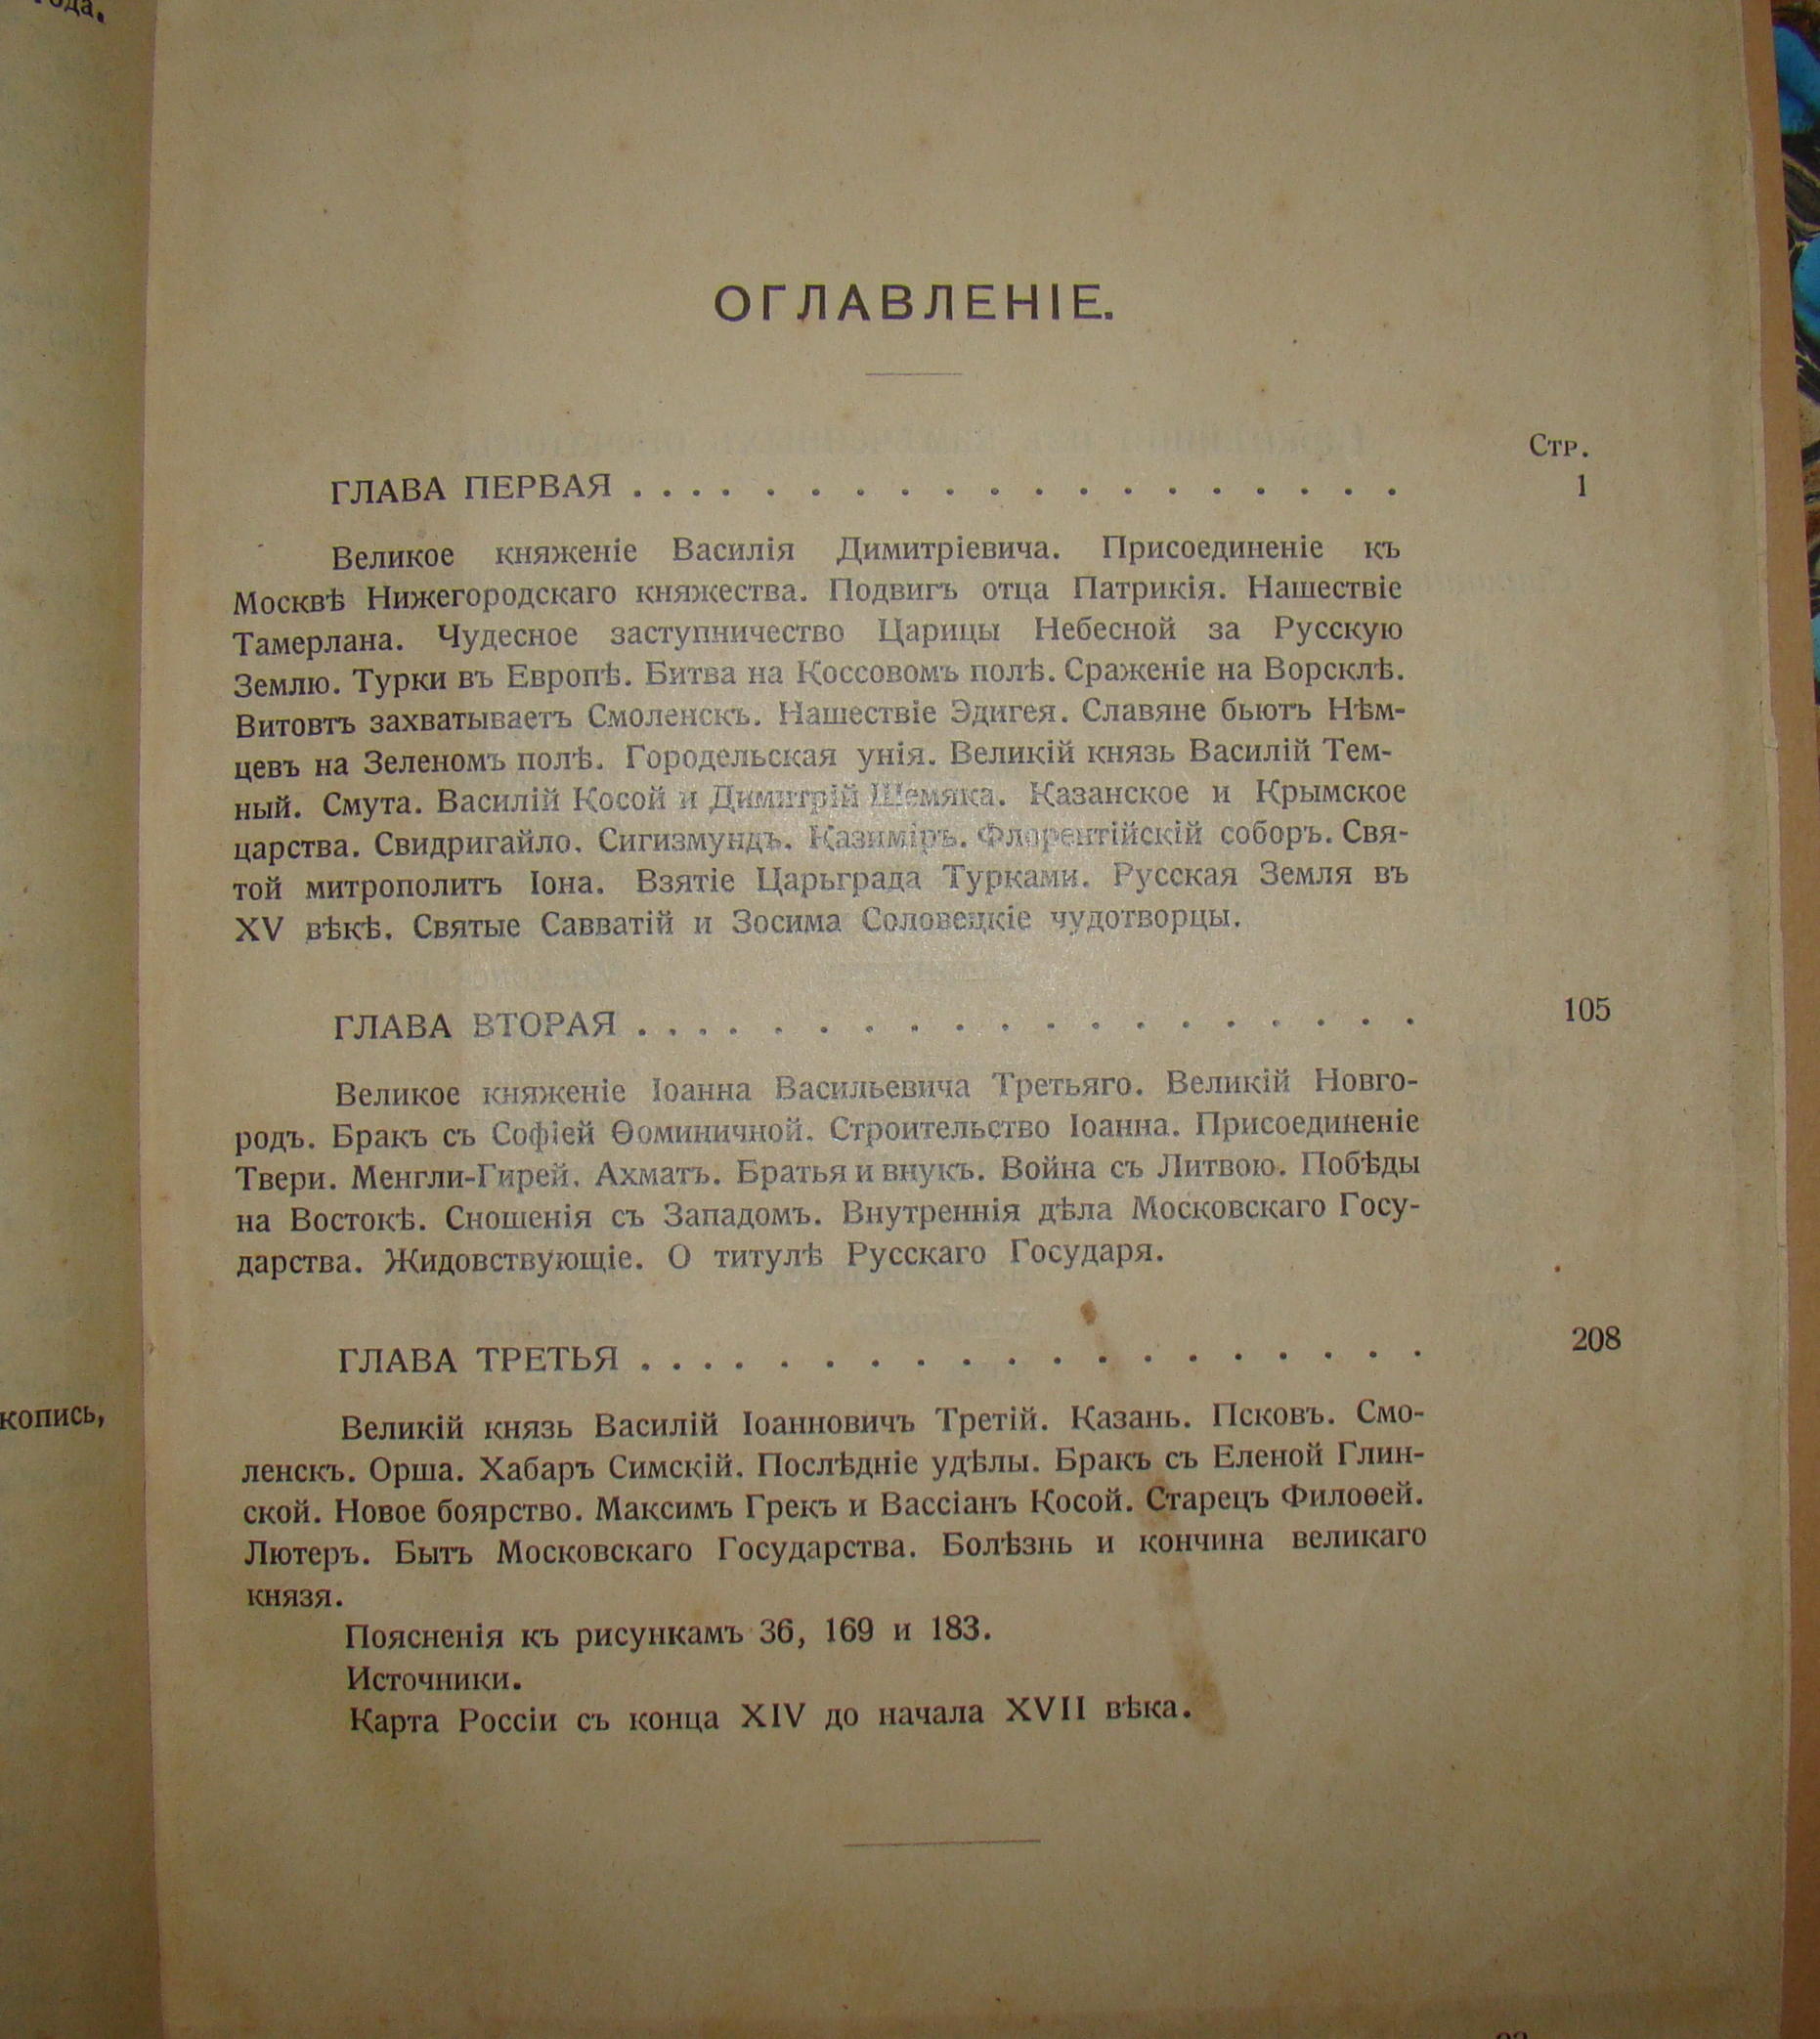 ОГЛАВЛЕНІЕ.
Стр.
ГЛАВА ПЕРВАЯ . . . . . . . . . . . . . . . . . . . 1
Великое княженіе Василія Димитріевича. Присоединеніе къ
Москвѣ Нижегородскаго княжества. Подвигъ отца Патрикія. Нашествіе
Тамерлана. Чудесное заступничество Царицы Небесной за Русскую
Землю. Турки въ Европѣ. Битва на Коссовомъ полѣ. Сраженіе на Ворсклѣ.
Витовтъ захватываетъ Смоленскъ. Нашествіе Эдигея. Славяне бьютъ Нѣм-
цевъ на Зеленомъ полѣ. Городельская унія. Великій князь Василій Тем-
ный. Смута. Василій Косой и Димитрій Шемяка. Казанское и Крымское
царства. Свидригайло. Сигизмундъ. Казиміръ. Флорентійскій соборъ. Свя-
той митрополитъ Іона. Взятіе Царьграда Турками. Русская Земля въ
XV вѣкѣ. Святые Савватій и Зосима Соловецкіе чудотворцы.
ГЛАВА ВТОРАЯ . . . . . . . . . . . . . . . . . . . 105
Великое княженіе Іоанна Васильевича Третьяго. Великій Новго-
родъ. Бракъ съ Софіей Ѳоминичной. Строительство Іоанна. Присоединеніе
Твери. Менгли-Гирей. Ахматъ. Братья и внукъ. Война съ Литвою. Побѣды
на Востокѣ. Сношенія съ Западомъ. Внутреннія дѣла Московскаго Госу-
дарства. Жидовствующіе. О титулѣ Русскаго Государя.
ГЛАВА ТРЕТЬЯ . . . . . . . . . . . . . . . . . . . 208
Великій князь Василій Іоанновичъ Третій. Казань. Псковъ. Смо-
ленскъ. Орша. Хабаръ Симскій. Послѣдніе удѣлы. Бракъ съ Еленой Глин-
ской. Новое боярство. Максимъ Грекъ и Вассіанъ Косой. Старецъ Филоѳей.
Лютеръ. Бытъ Московскаго Государства. Болѣзнь и кончина великаго
князя.
Поясненія къ рисункамъ 36, 169 и 183.
Источники.
Карта Россіи съ конца XIV до начала XVII вѣка.
копись,